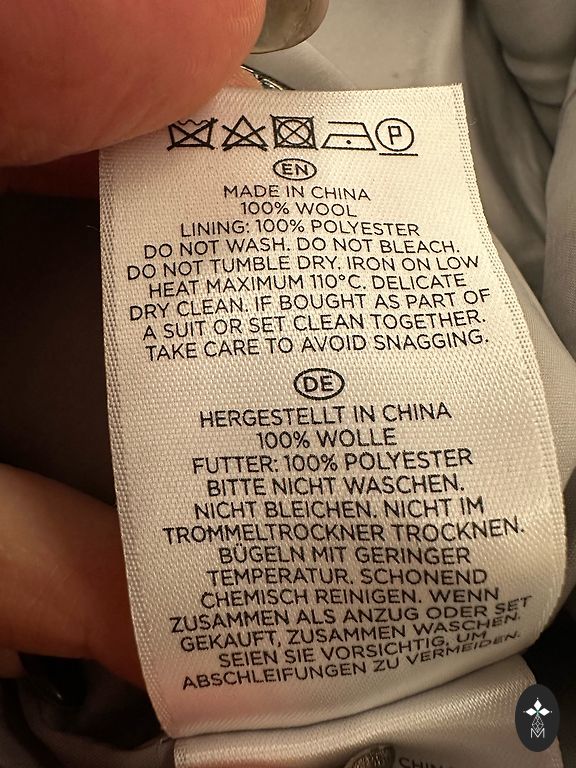 P
EN
MADE IN CHINA
100% WOOL
LINING: 100% POLYESTER
DO NOT WASH. DO NOT BLEACH.
DO NOT TUMBLE DRY. IRON ON LOW
HEAT MAXIMUM 110°C. DELICATE
DRY CLEAN. IF BOUGHT AS PART OF
A SUIT OR SET CLEAN TOGETHER.
TAKE CARE TO AVOID SNAGGING.
DE
HERGESTELLT IN CHINA
100% WOLLE
FUTTER: 100% POLYESTER
BITTE NICHT WASCHEN.
NICHT BLEICHEN. NICHT IM
TROMMELTROCKNER TROCKNEN.
BÜGELN MIT GERINGER
TEMPERATUR. SCHONEND
CHEMISCH REINIGEN. WENN
ZUSAMMEN ALS ANZUG ODER SET
GEKAUFT, ZUSAMMEN WASCHEN.
SEIEN SIE VORSICHTIG, UM
ABSCHLEIFUNGEN ZU VERMEIDEN.
M